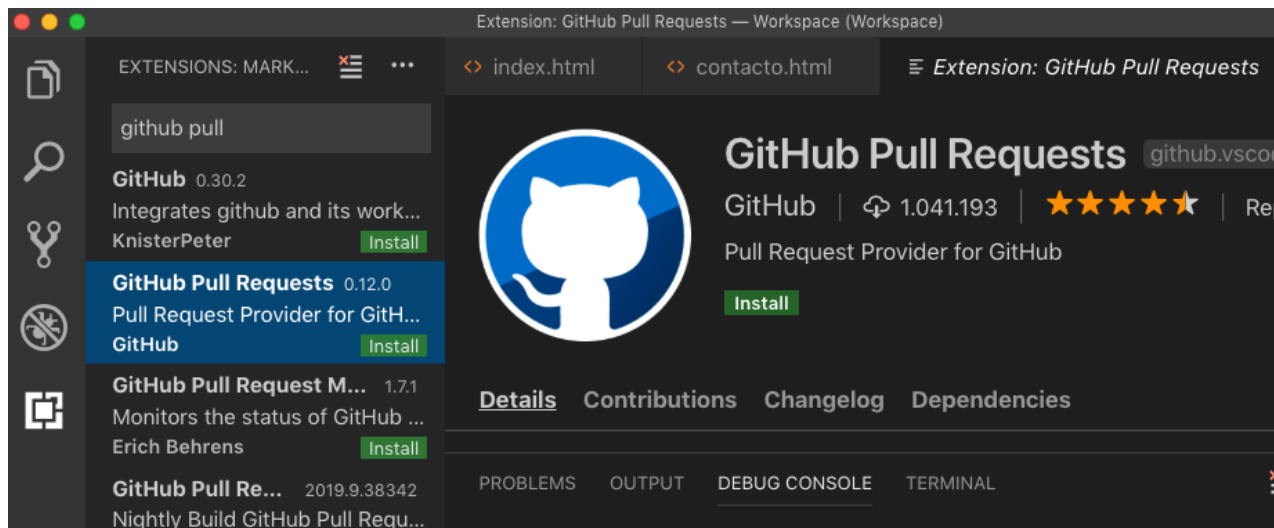 Extension: GitHub Pull Requests — Workspace (Workspace)
EXTENSIONS: MARK...
index.html
contacto.html
Extension: GitHub Pull Requests
github pull
GitHub 0.30.2
Integrates github and its work...
KnisterPeter Install
GitHub Pull Requests 0.12.0
Pull Request Provider for GitH...
GitHub Install
GitHub Pull Request M... 1.7.1
Monitors the status of GitHub ...
Erich Behrens Install
GitHub Pull Re... 2019.9.38342
Nightly Build GitHub Pull Requ...
GitHub Pull Requests github.vscod
GitHub 1.041.193 Rep
Pull Request Provider for GitHub
Install
Details Contributions Changelog Dependencies
PROBLEMS OUTPUT DEBUG CONSOLE TERMINAL